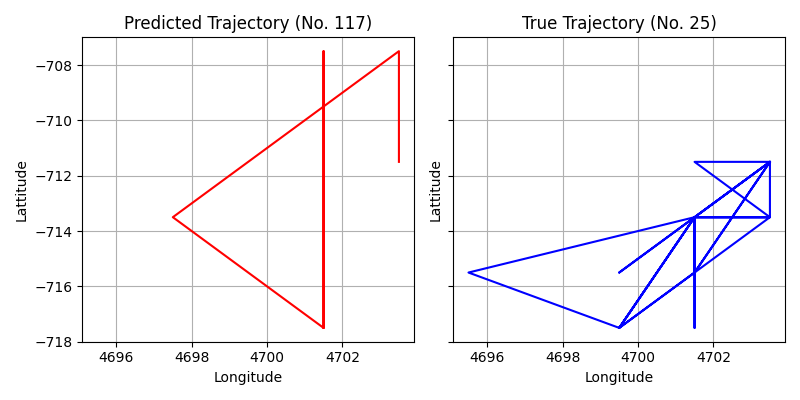 Predicted Trajectory (No. 117)
−708
−710
−712
−714
−716
−718
4696 4698 4700 4702
Longitude
Lattitude
True Trajectory (No. 25)
4696 4698 4700 4702
Longitude
Lattitude